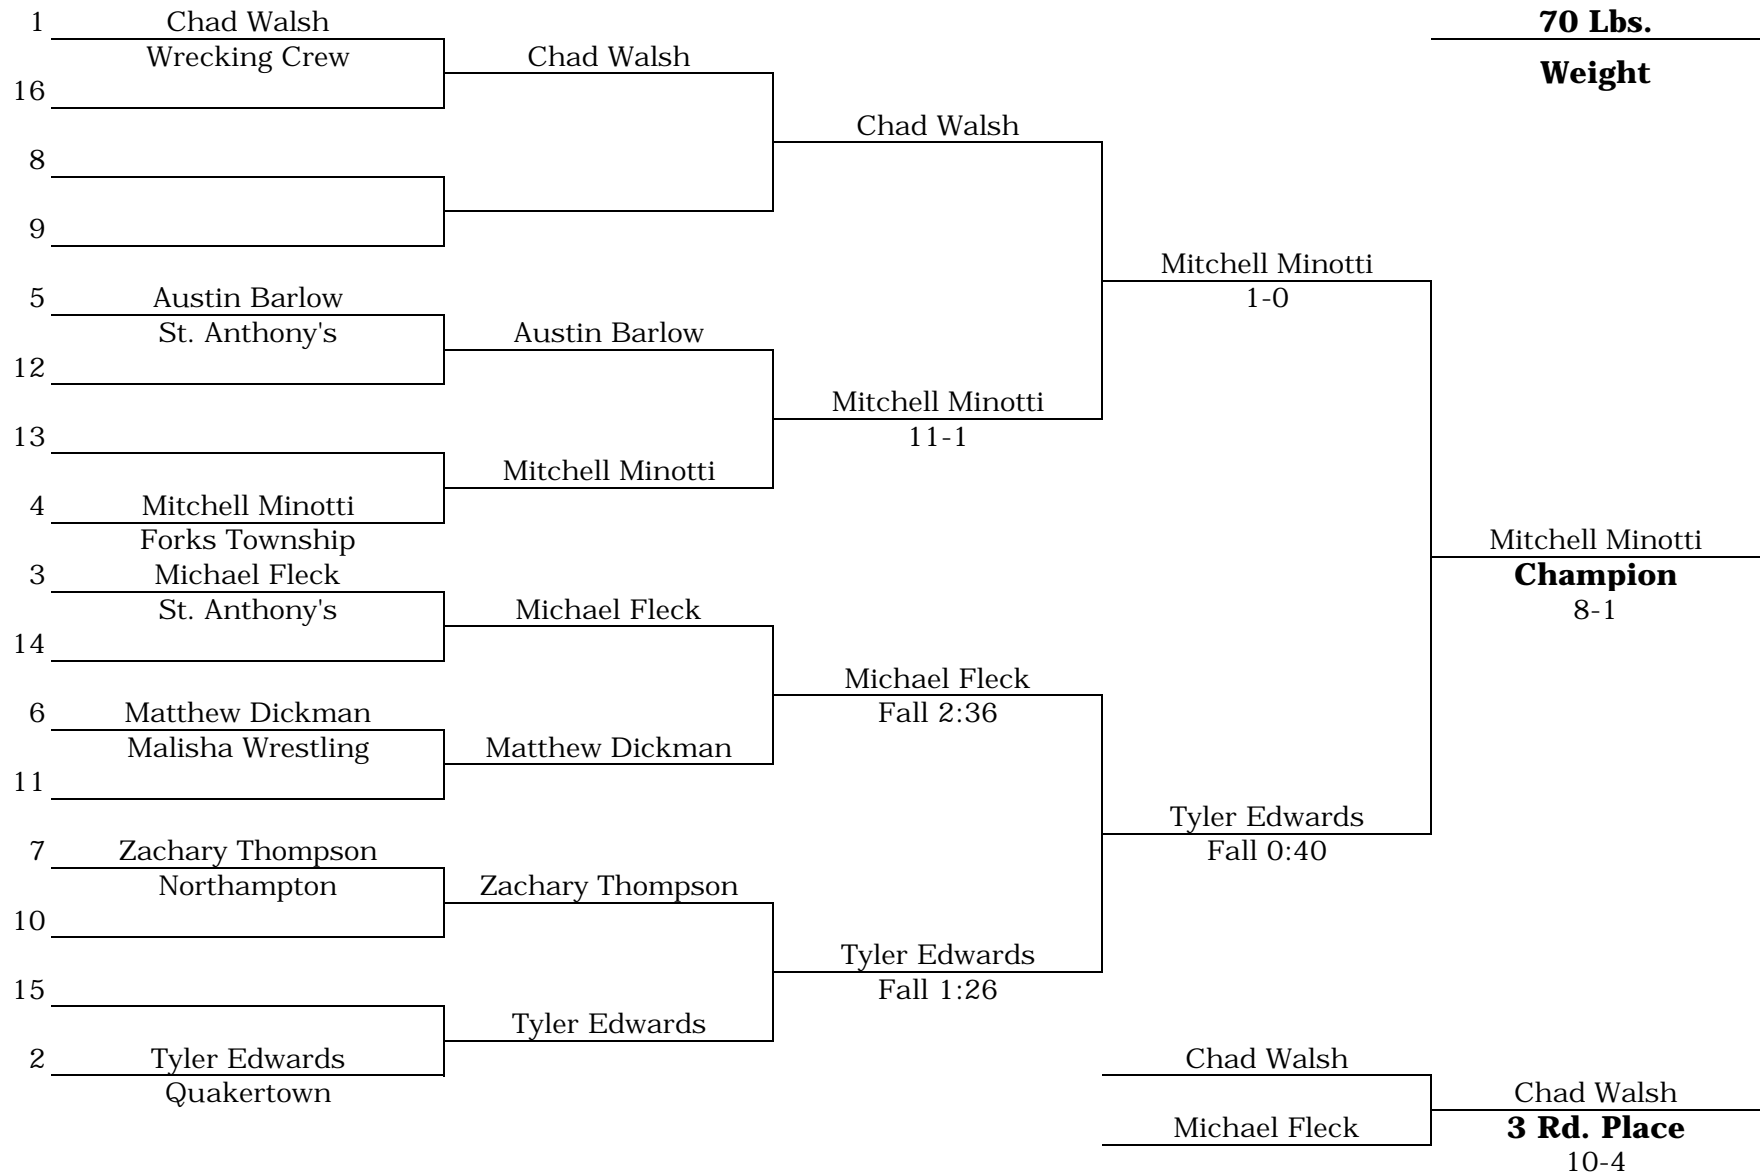 1 Chad Walsh 70 Lbs.
Wrecking Crew Chad Walsh Weight
16
Chad Walsh
8
9
Mitchell Minotti
5 Austin Barlow 1-0
St. Anthony's Austin Barlow
12
Mitchell Minotti
13 11-1
Mitchell Minotti
4 Mitchell Minotti
Forks Township Mitchell Minotti
3 Michael Fleck Champion
St. Anthony's Michael Fleck 8-1
14
Michael Fleck
6 Matthew Dickman Fall 2:36
Malisha Wrestling Matthew Dickman
11
Tyler Edwards
7 Zachary Thompson Fall 0:40
Northampton Zachary Thompson
10
Tyler Edwards
15 Fall 1:26
Tyler Edwards
2 Tyler Edwards Chad Walsh
Quakertown Chad Walsh
Michael Fleck 3 Rd. Place
10-4